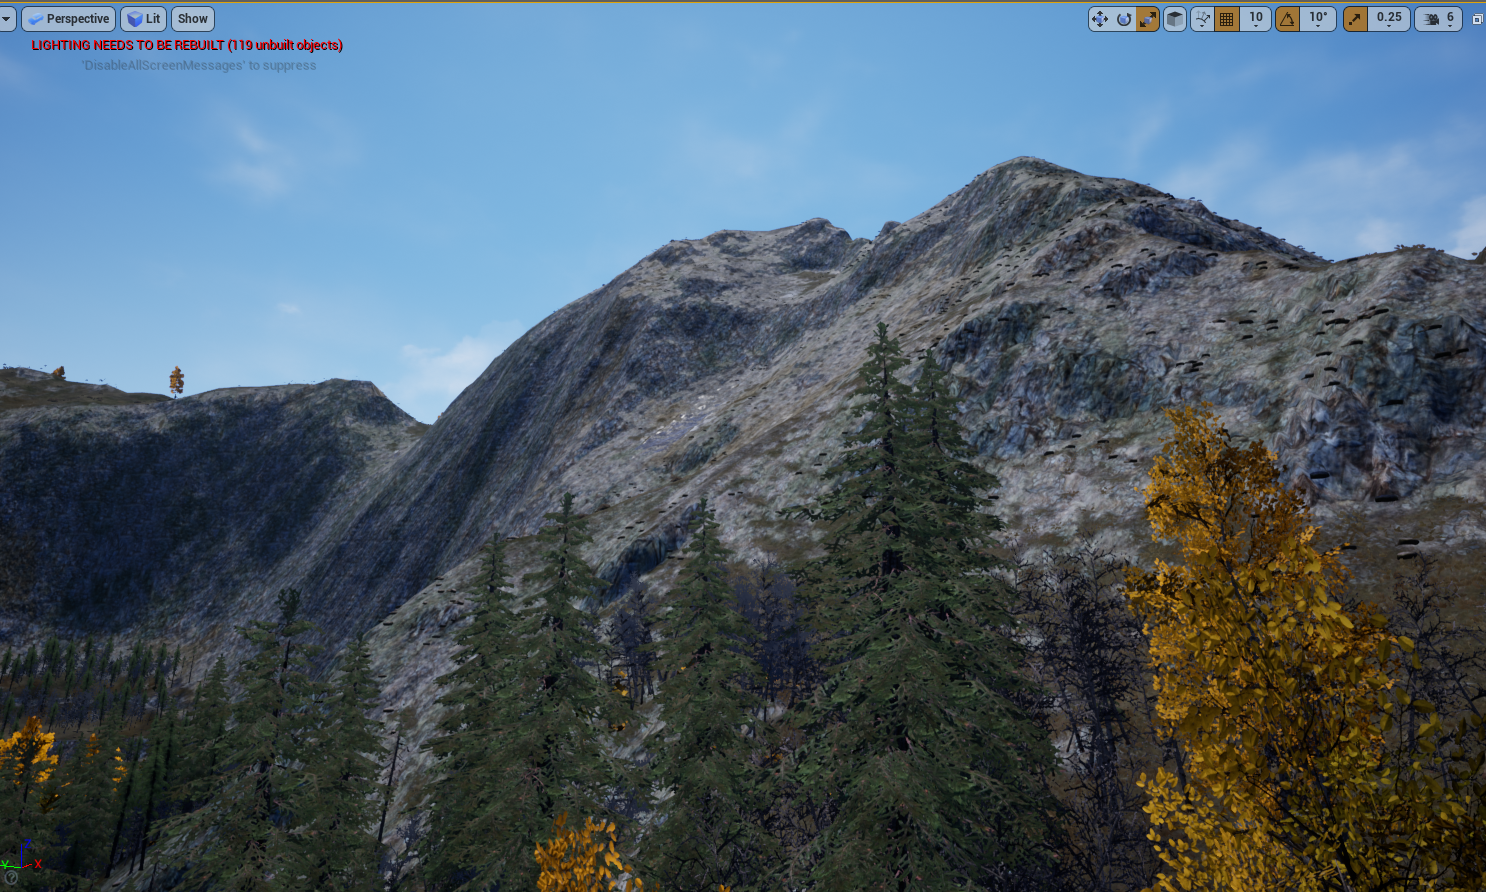 Perspective Lit Show 10 10° 0.25 6
LIGHTING NEEDS TO BE REBUILT (119 unbuilt objects)
'DisableAllScreenMessages' to suppress
Y X
?